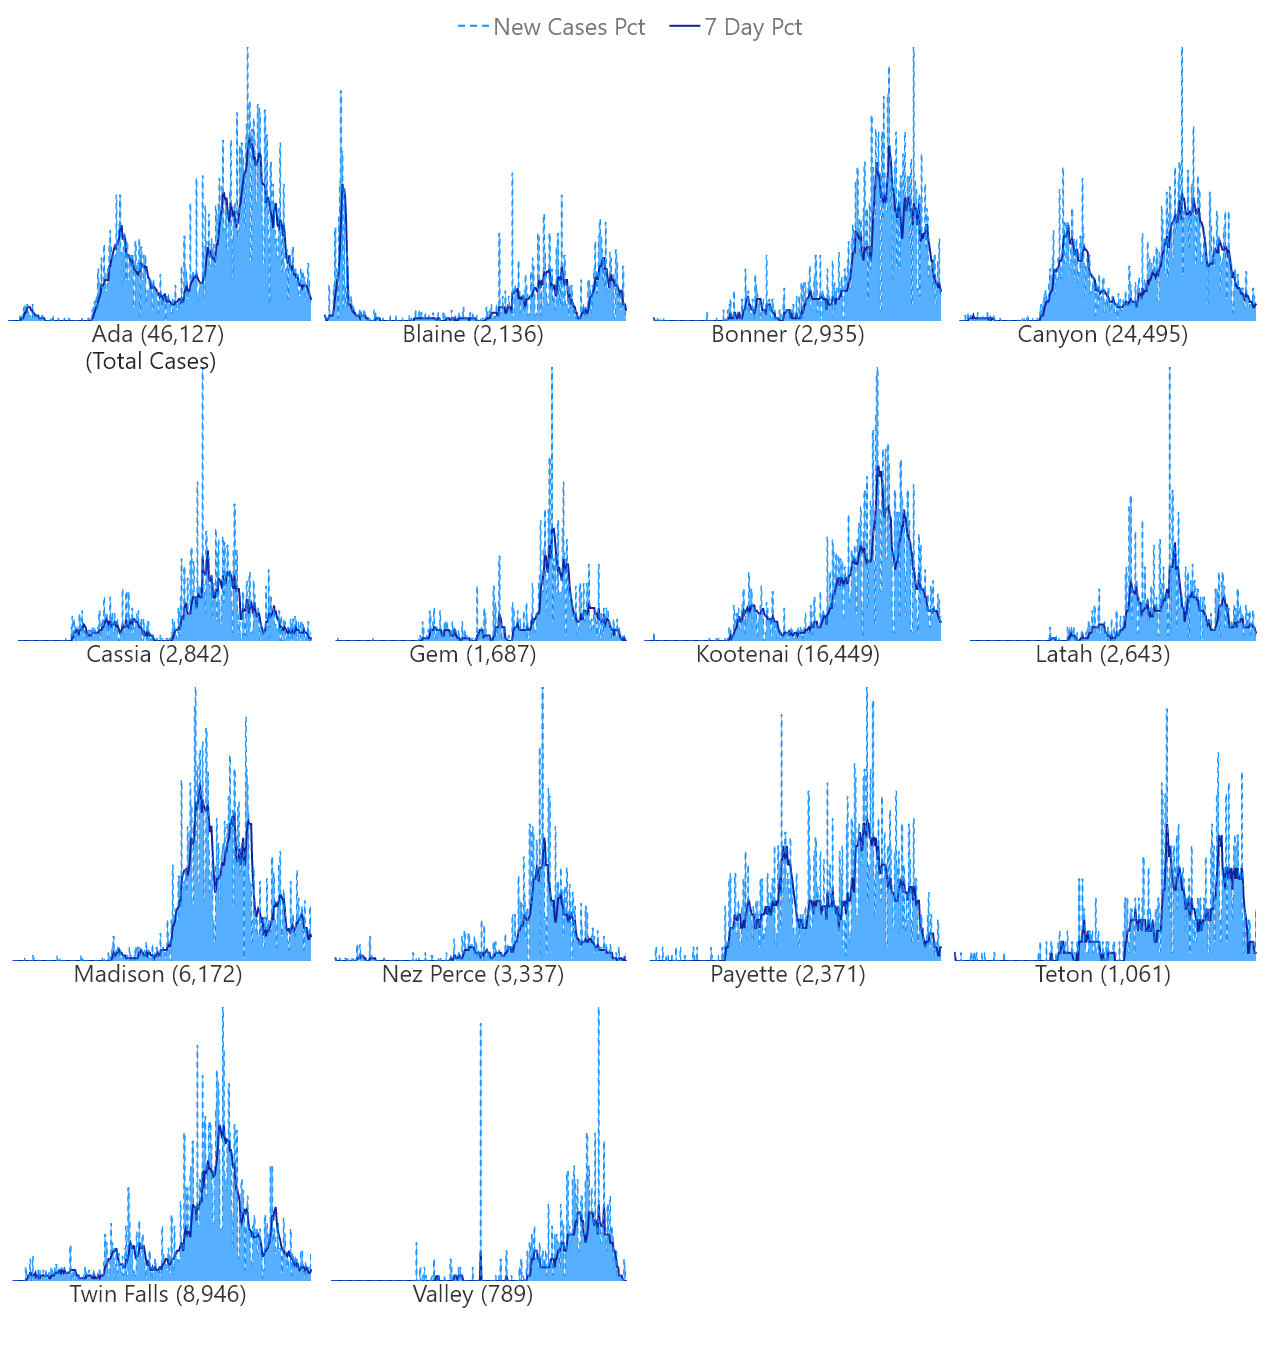 New Cases Pct 7 Day Pct
Ada (46,127)
(Total Cases)
Blaine (2,136)
Bonner (2,935)
Canyon (24,495)
Cassia (2,842)
Gem (1,687)
Kootenai (16,449)
Latah (2,643)
Madison (6,172)
Nez Perce (3,337)
Payette (2,371)
Teton (1,061)
Twin Falls (8,946)
Valley (789)